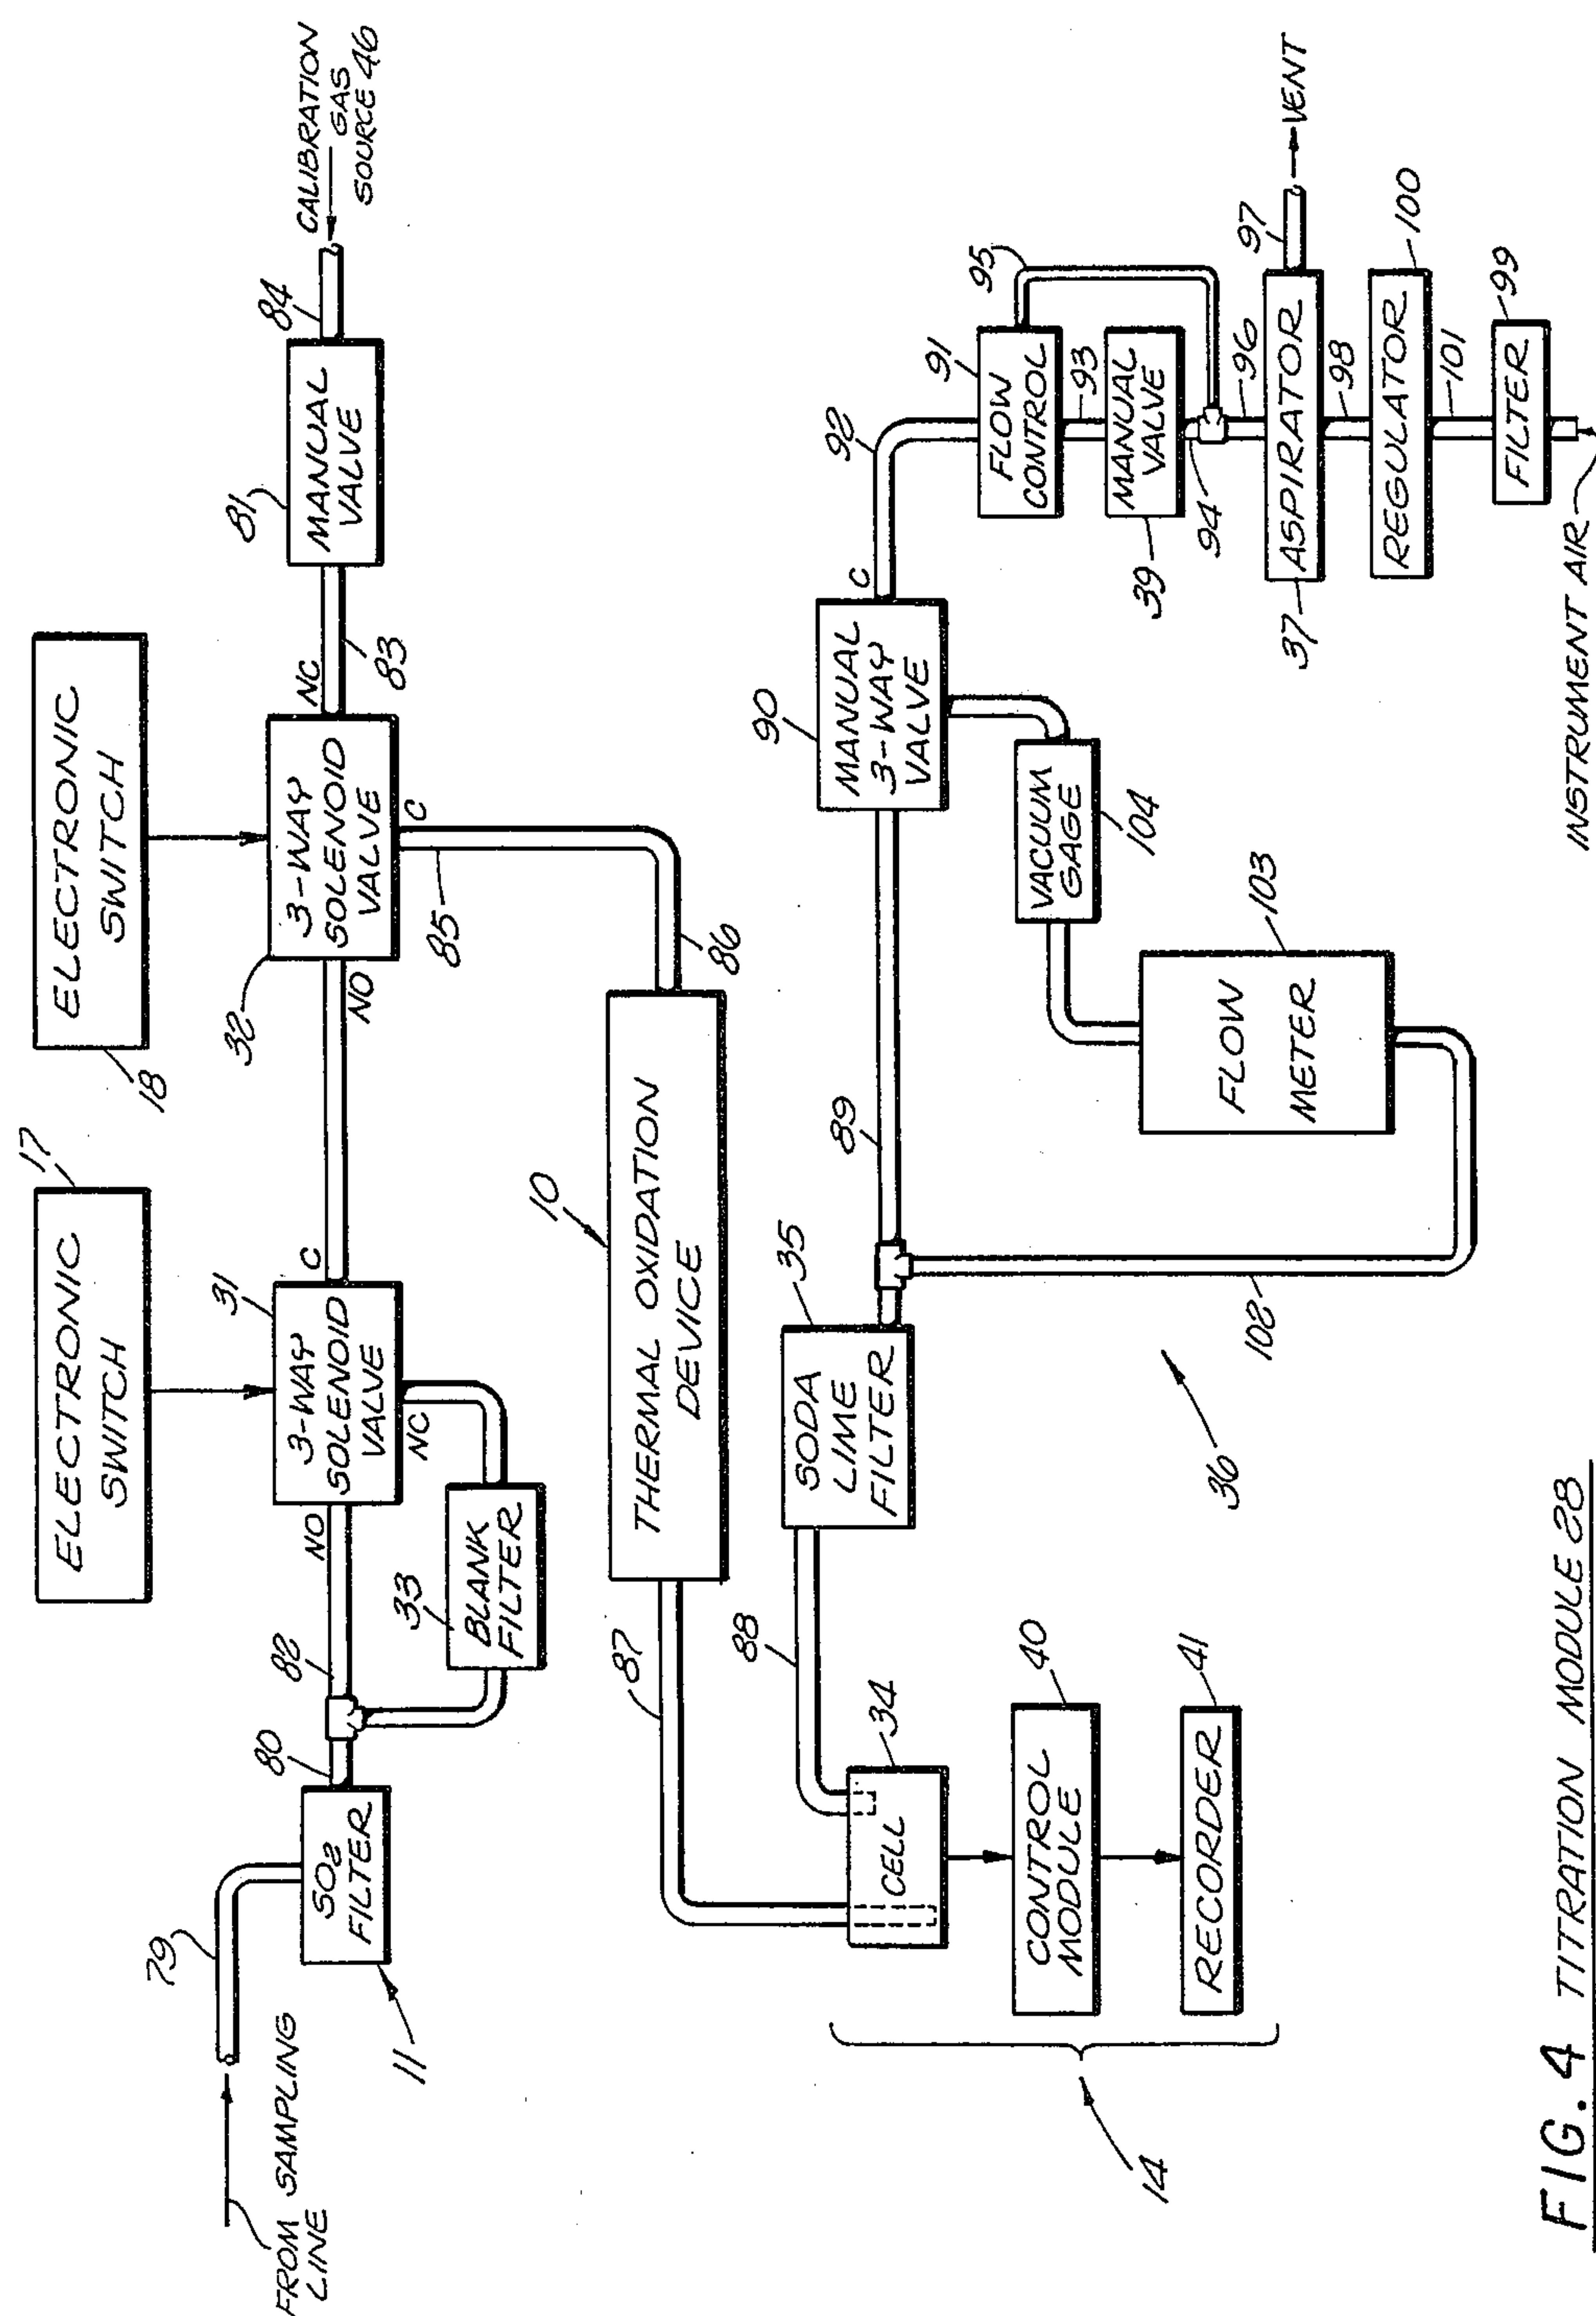 FROM SAMPLING
LINE
79
SO2
FILTER
11
80
82
NO
33
BLANK
FILTER
17
ELECTRONIC
SWITCH
31
3-WAY
SOLENOID
VALVE
NC
C
18
ELECTRONIC
SWITCH
32
NO
3-WAY
SOLENOID
VALVE
NC
C
83
81
MANUAL
VALVE
84
CALIBRATION
GAS
SOURCE 46
85
86
10
THERMAL OXIDATION
DEVICE
87
88
34
CELL
40
CONTROL
MODULE
41
RECORDER
14
35
SODA
LIME
FILTER
36
89
102
103
FLOW
METER
104
VACUUM
GAGE
90
MANUAL
3-WAY
VALVE
C
92
91
FLOW
CONTROL
93
95
39
MANUAL
VALVE
94
96
37
ASPIRATOR
97
VENT
98
REGULATOR
100
101
FILTER
99
INSTRUMENT AIR
FIG. 4 TITRATION MODULE 28